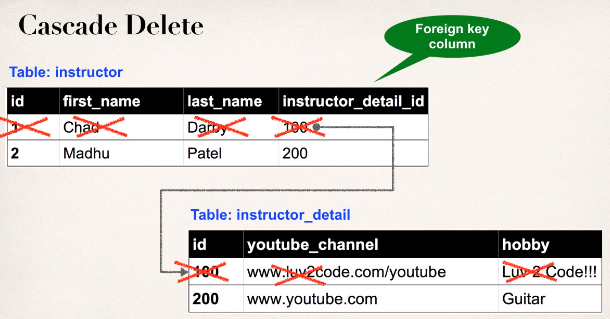 Cascade Delete
Foreign key
column
Table: instructor
id first_name last_name instructor_detail_id
1 Chad Darby 100
2 Madhu Patel 200
Table: instructor_detail
id youtube_channel hobby
100 www.luv2code.com/youtube Luv 2 Code!!!
200 www.youtube.com Guitar